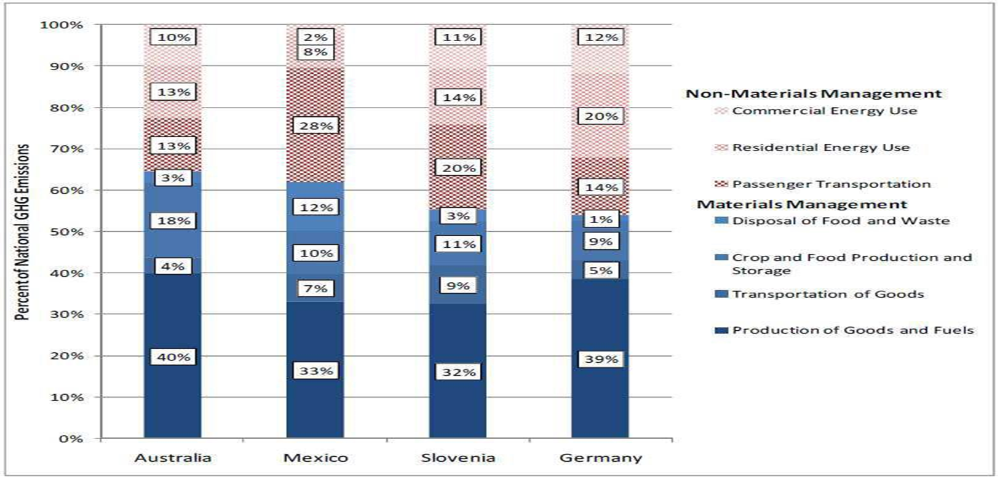 Percent of National GHG Emissions
100%
90%
80%
70%
60%
50%
40%
30%
20%
10%
0%
10%
13%
13%
3%
18%
4%
40%
2%
8%
28%
12%
10%
7%
33%
11%
14%
20%
3%
11%
9%
32%
12%
20%
14%
1%
9%
5%
39%
Australia
Mexico
Slovenia
Germany
Non-Materials Management
Commercial Energy Use
Residential Energy Use
Passenger Transportation
Materials Management
Disposal of Food and Waste
Crop and Food Production and
Storage
Transportation of Goods
Production of Goods and Fuels